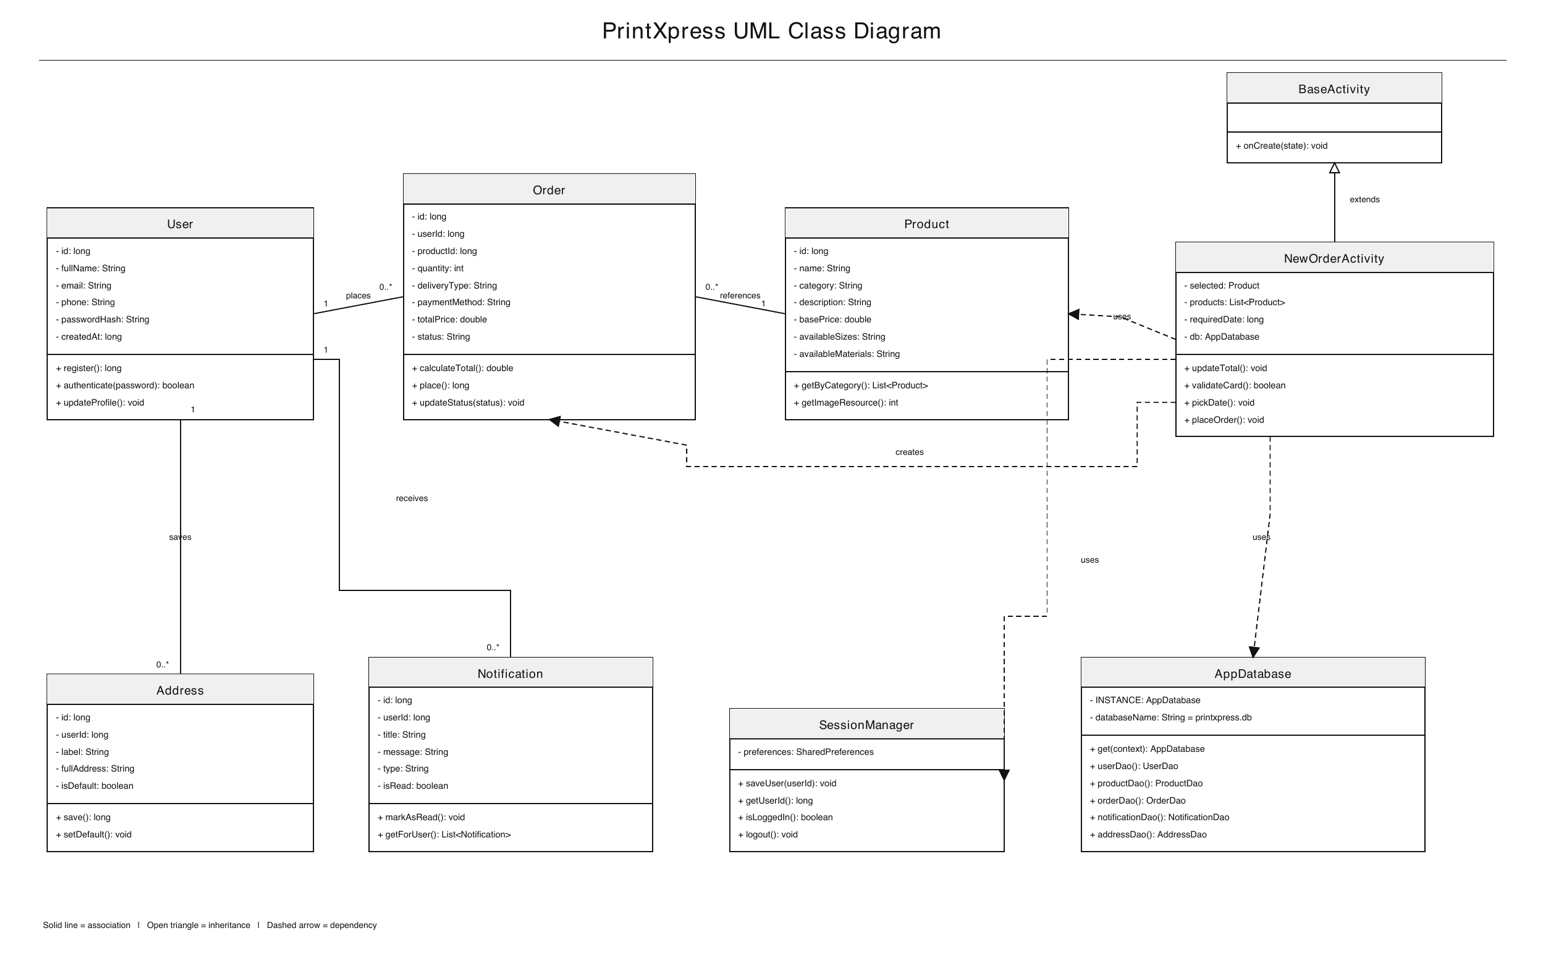 PrintXpress UML Class Diagram
BaseActivity
+ onCreate(state): void
extends
User
- id: long
- fullName: String
- email: String
- phone: String
- passwordHash: String
- createdAt: long
+ register(): long
+ authenticate(password): boolean
+ updateProfile(): void
1
places
0..*
1
1
Order
- id: long
- userId: long
- productId: long
- quantity: int
- deliveryType: String
- paymentMethod: String
- totalPrice: double
- status: String
+ calculateTotal(): double
+ place(): long
+ updateStatus(status): void
0..*
references
1
Product
- id: long
- name: String
- category: String
- description: String
- basePrice: double
- availableSizes: String
- availableMaterials: String
+ getByCategory(): List<Product>
+ getImageResource(): int
uses
NewOrderActivity
- selected: Product
- products: List<Product>
- requiredDate: long
- db: AppDatabase
+ updateTotal(): void
+ validateCard(): boolean
+ pickDate(): void
+ placeOrder(): void
creates
receives
saves
uses
uses
0..*
0..*
Address
- id: long
- userId: long
- label: String
- fullAddress: String
- isDefault: boolean
+ save(): long
+ setDefault(): void
Notification
- id: long
- userId: long
- title: String
- message: String
- type: String
- isRead: boolean
+ markAsRead(): void
+ getForUser(): List<Notification>
SessionManager
- preferences: SharedPreferences
+ saveUser(userId): void
+ getUserId(): long
+ isLoggedIn(): boolean
+ logout(): void
AppDatabase
- INSTANCE: AppDatabase
- databaseName: String = printxpress.db
+ get(context): AppDatabase
+ userDao(): UserDao
+ productDao(): ProductDao
+ orderDao(): OrderDao
+ notificationDao(): NotificationDao
+ addressDao(): AddressDao
Solid line = association | Open triangle = inheritance | Dashed arrow = dependency